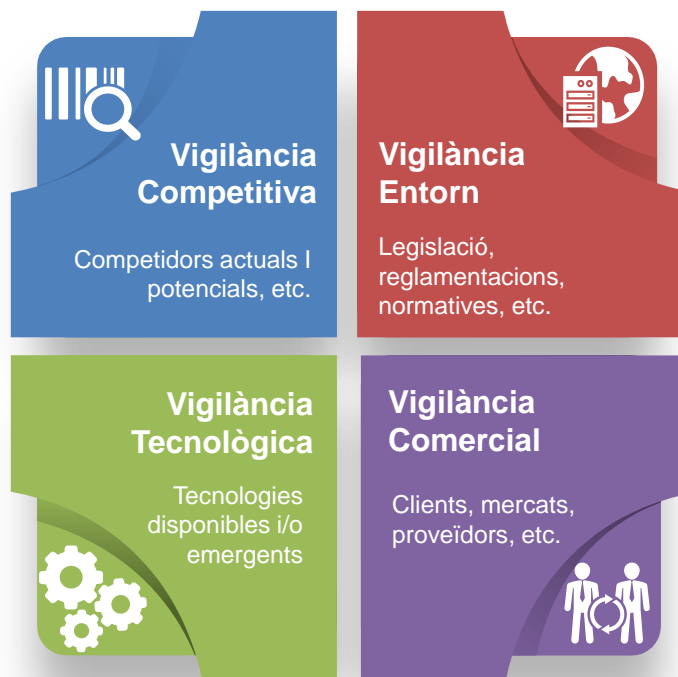 Vigilància
Competitiva
Competidors actuals I
potencials, etc.
Vigilància
Entorn
Legislació,
reglamentacions,
normatives, etc.
Vigilància
Tecnològica
Tecnologies
disponibles i/o
emergents
Vigilància
Comercial
Clients, mercats,
proveïdors, etc.